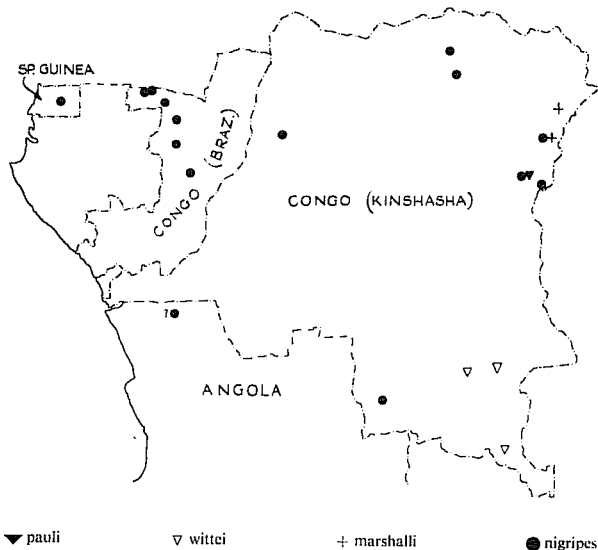 SP. GUINEA
CONGO (BRAZ.)
CONGO (KINSHASHA)
?
ANGOLA
pauli
wittei
marshalli
nigripes